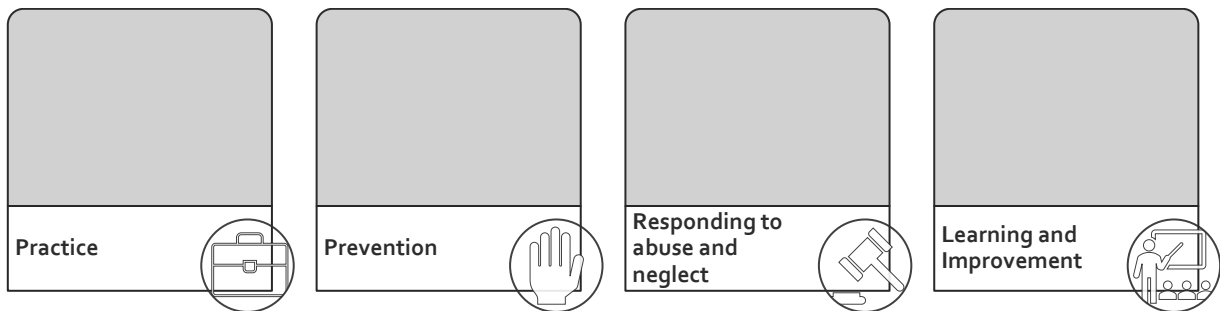 Practice
Prevention
Responding to
abuse and
neglect
Learning and
Improvement